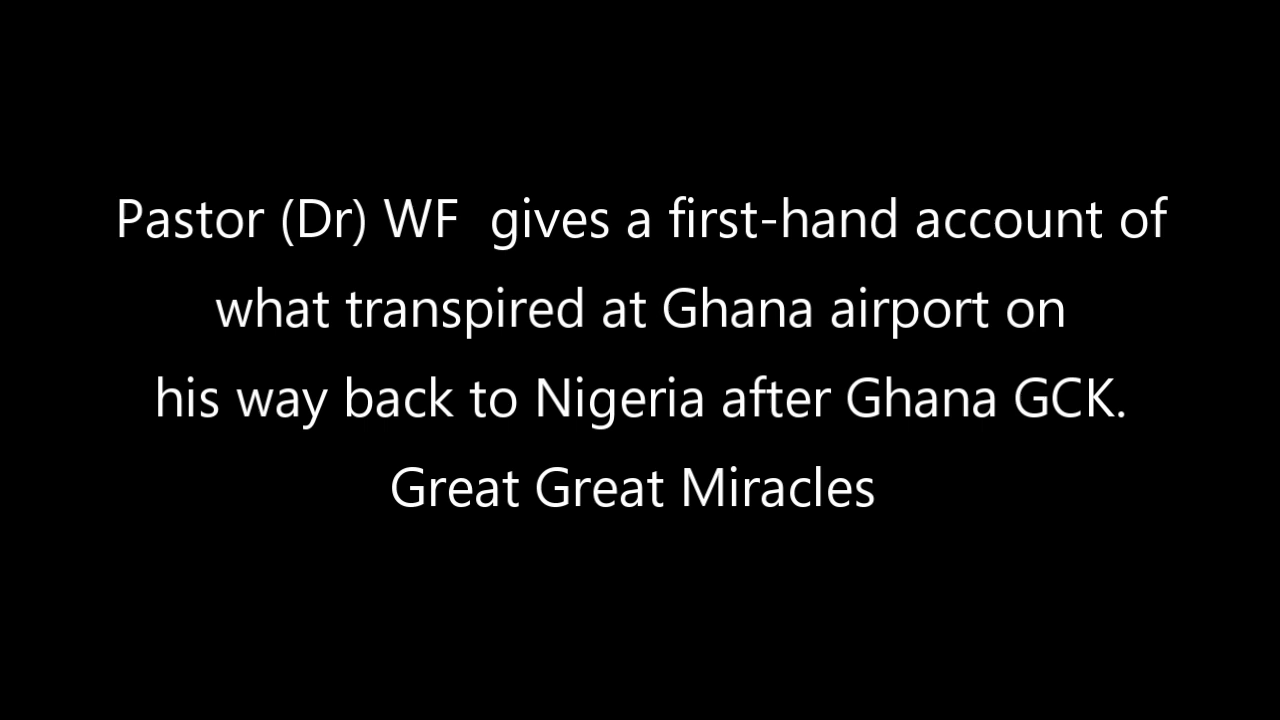 Pastor (Dr) WF  gives a first-hand account of
what transpired at Ghana airport on
his way back to Nigeria after Ghana GCK.
Great Great Miracles